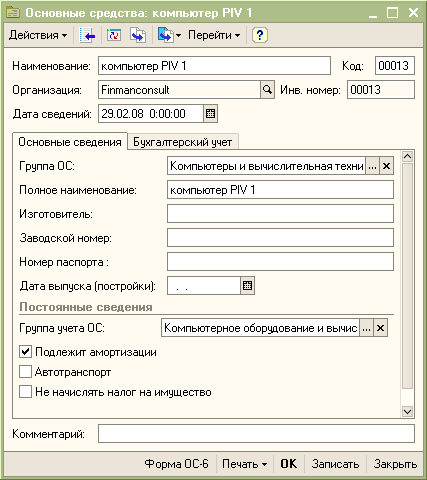 Основные средства: компьютер PIV 1
Действия Перейти ?
Наименование: компьютер PIV 1 Код: 00013
Организация: Finmanconsult Инв. номер: 00013
Дата сведений: 29.02.08 0:00:00
Основные сведения Бухгалтерский учет
Группа ОС: Компьютеры и вычислительная техни ... ×
Полное наименование: компьютер PIV 1
Изготовитель:
Заводской номер:
Номер паспорта :
Дата выпуска (постройки): . .
Постоянные сведения
Группа учета ОС: Компьютерное оборудование и вычис ... ×
Подлежит амортизации
Автотранспорт
Не начислять налог на имущество
Комментарий:
Форма ОС-6 Печать OK Записать Закрыть